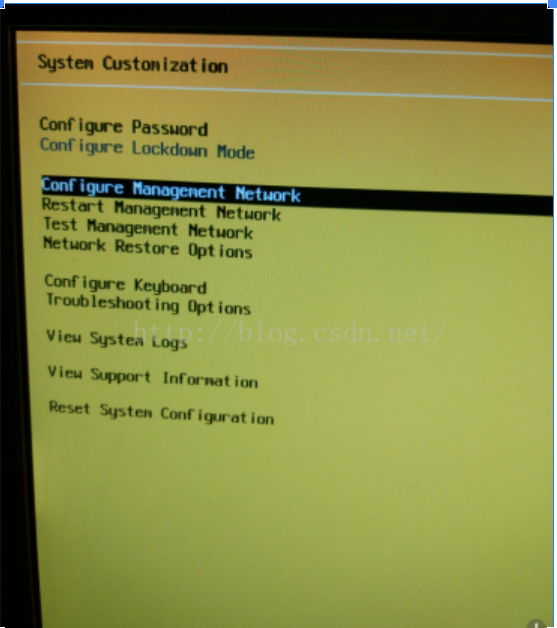 System Customization
Configure Password
Configure Lockdown Mode
Configure Management Network
Restart Management Network
Test Management Network
Network Restore Options
Configure Keyboard
Troubleshooting Options
http://blog.csdn.net/
View System Logs
View Support Information
Reset System Configuration